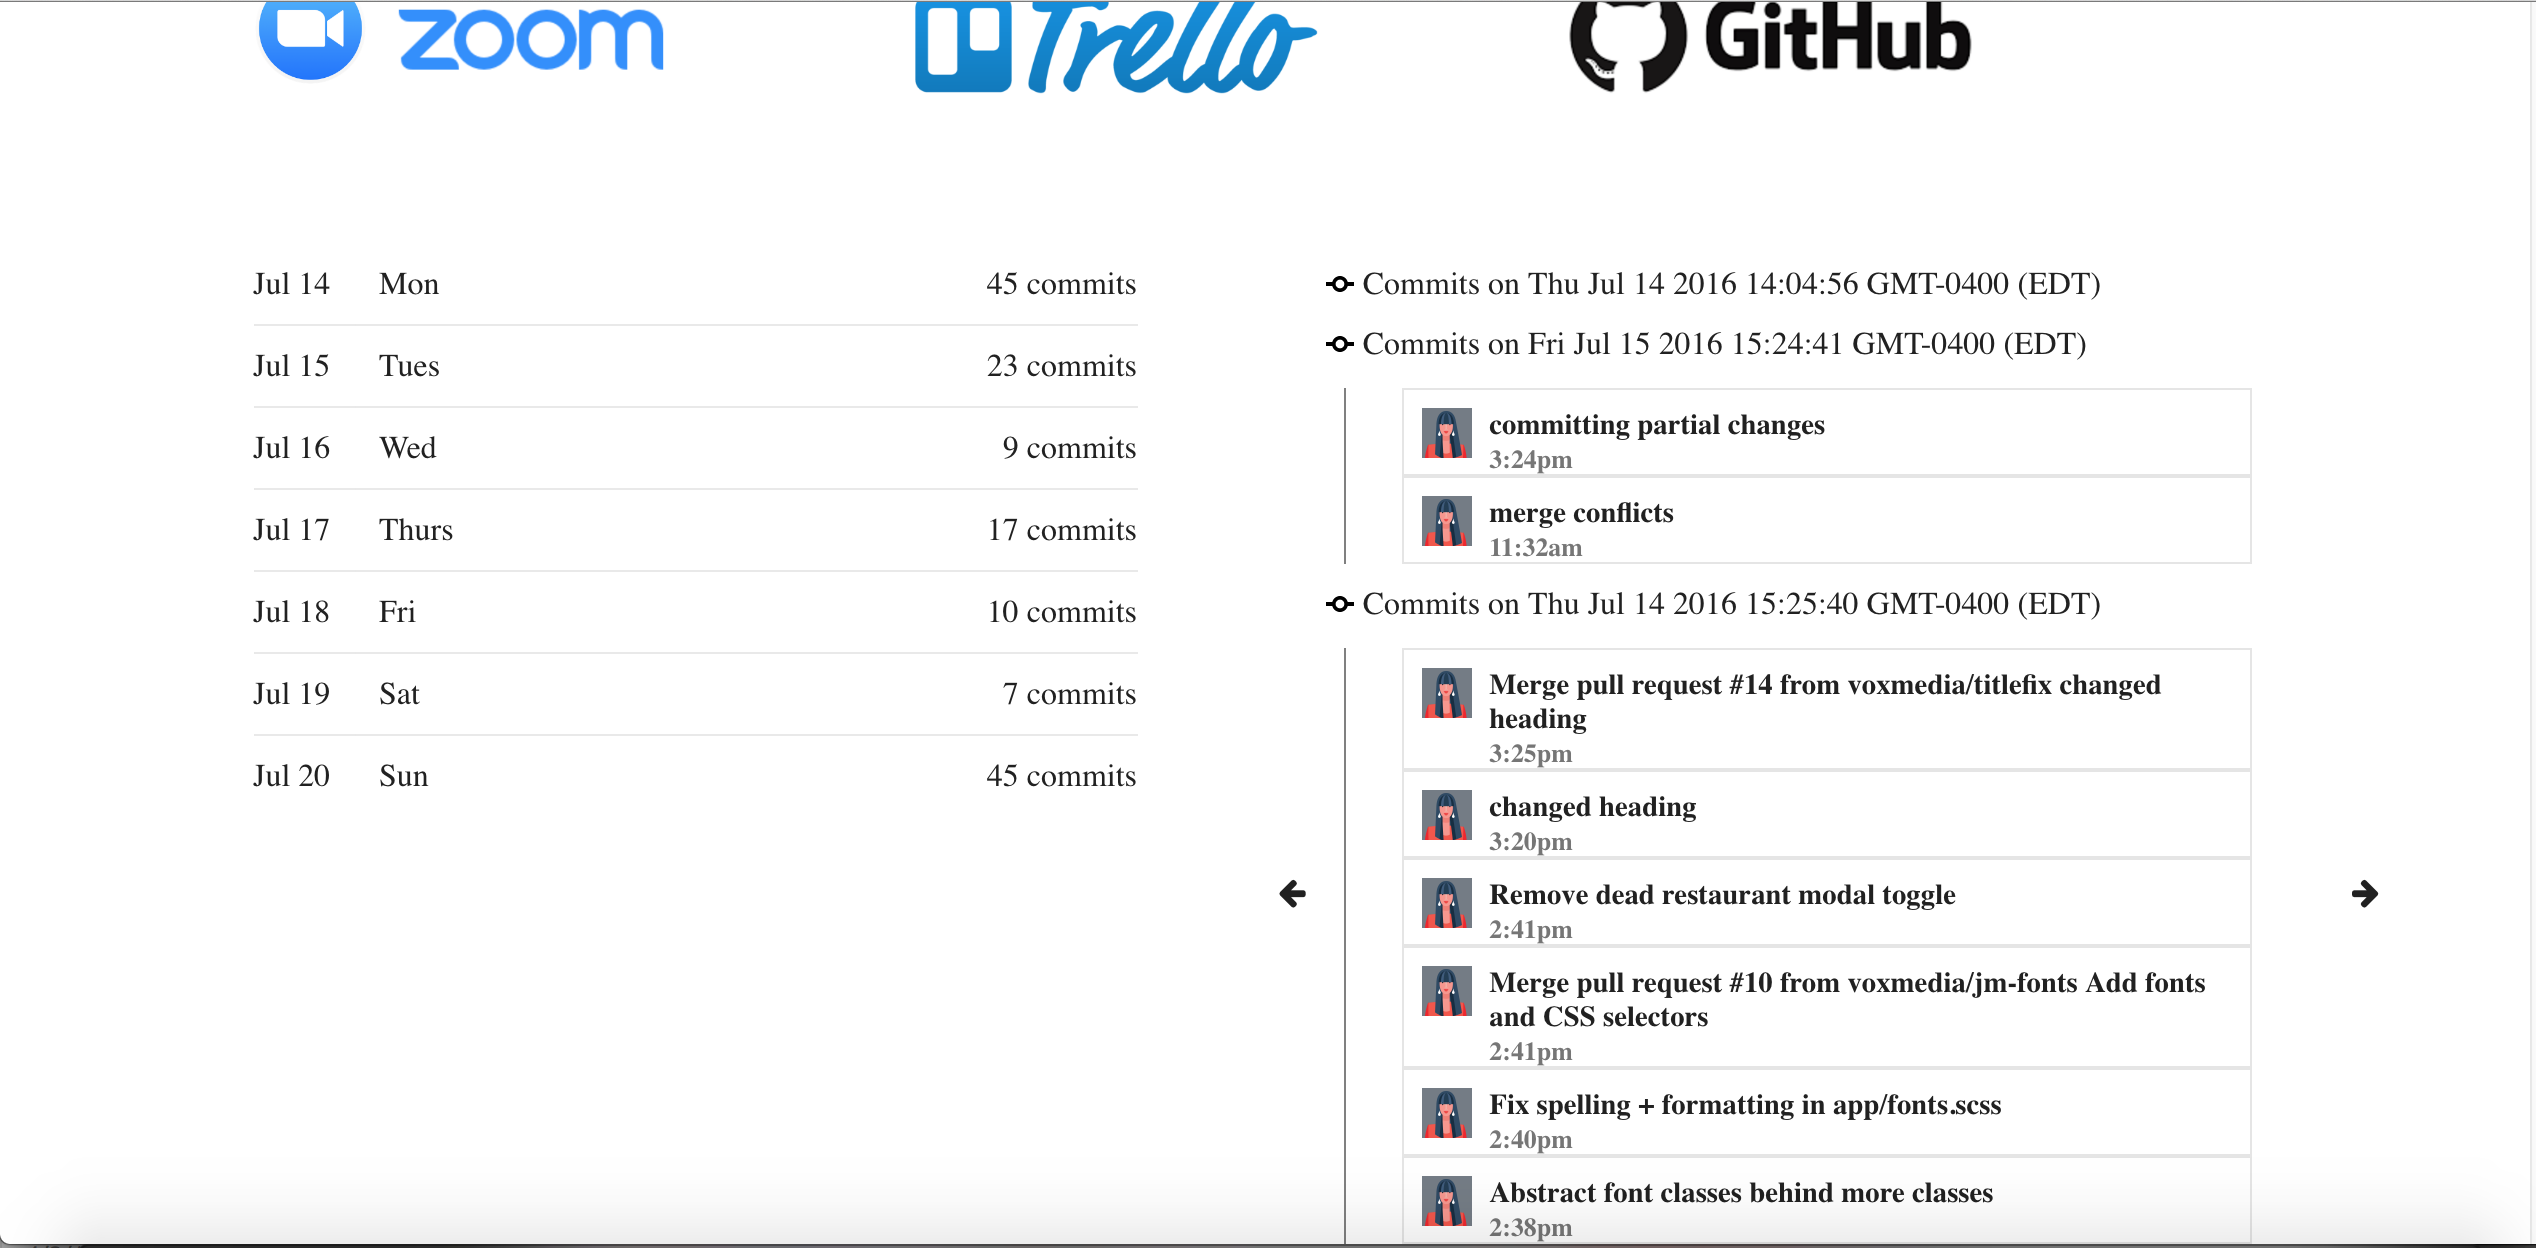 zoom
Trello
GitHub
Jul 14 Mon 45 commits
Jul 15 Tues 23 commits
Jul 16 Wed 9 commits
Jul 17 Thurs 17 commits
Jul 18 Fri 10 commits
Jul 19 Sat 7 commits
Jul 20 Sun 45 commits
Commits on Thu Jul 14 2016 14:04:56 GMT-0400 (EDT)
Commits on Fri Jul 15 2016 15:24:41 GMT-0400 (EDT)
committing partial changes
3:24pm
merge conflicts
11:32am
Commits on Thu Jul 14 2016 15:25:40 GMT-0400 (EDT)
Merge pull request #14 from voxmedia/titlefix changed
heading
3:25pm
changed heading
3:20pm
Remove dead restaurant modal toggle
2:41pm
Merge pull request #10 from voxmedia/jm-fonts Add fonts
and CSS selectors
2:41pm
Fix spelling + formatting in app/fonts.scss
2:40pm
Abstract font classes behind more classes
2:38pm